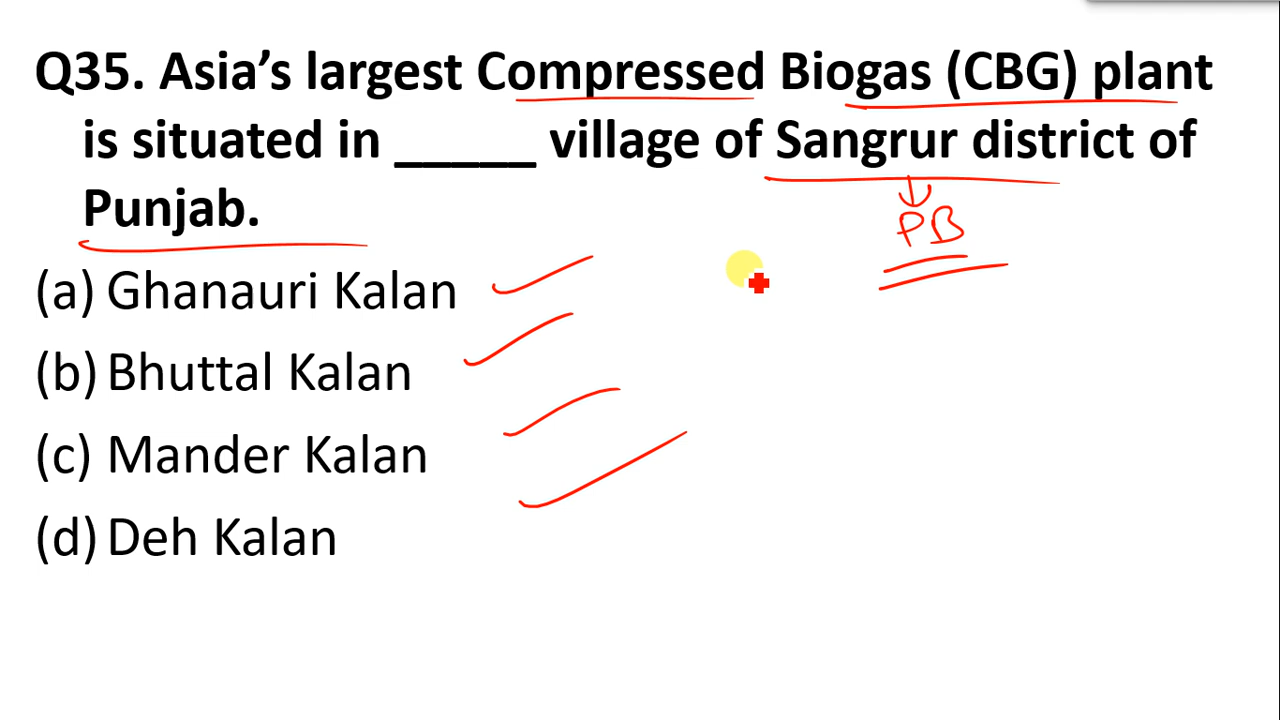 Q35. Asia’s largest Compressed Biogas (CBG) plant
is situated in _____ village of Sangrur district of
Punjab.
PB
(a) Ghanauri Kalan
(b) Bhuttal Kalan
(c) Mander Kalan
(d) Deh Kalan